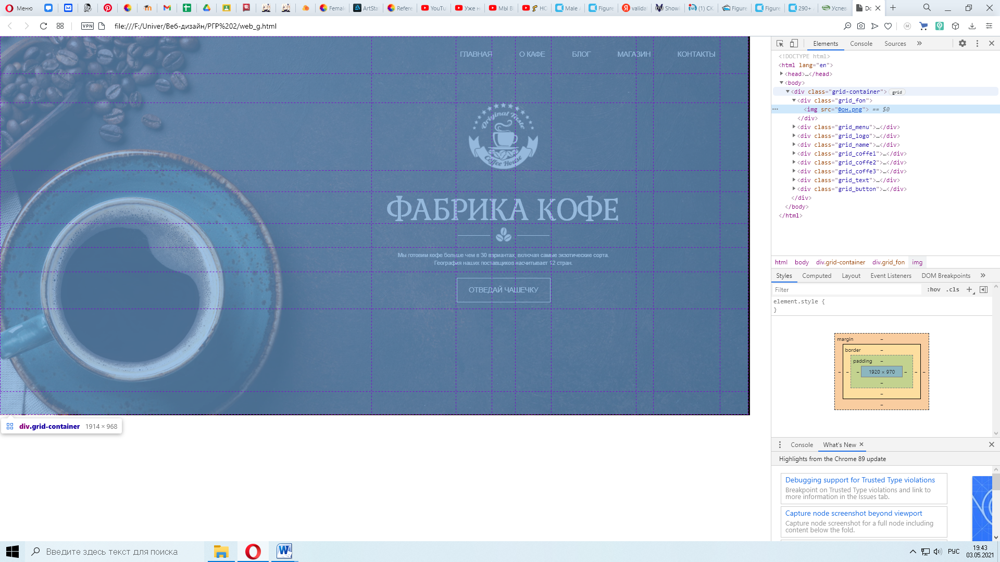 Меню
Female
ArtSta
Refere
YouTu
Уже н
МЫ В
НО
Male
Figure
valida
Showi
(1) СК
Figure
Figure
290+
Успев
Do
VPN
file:///F:/Univer/Веб-дизайн/РГР%202/web_g.html
ГЛАВНАЯ
О КАФЕ
БЛОГ
МАГАЗИН
КОНТАКТЫ
Original Taste
Coffee House
ФАБРИКА КОФЕ
Мы готовим кофе больше чем в 30 вариантах, включая самые экзотические сорта.
География наших поставщиков насчитывает 12 стран.
ОТВЕДАЙ ЧАШЕЧКУ
div.grid-container 1914 × 968
Elements Console Sources »
<!DOCTYPE html>
<html lang="en">
<head>…</head>
<body>
<div class="grid-container"> grid
<div class="grid_fon">
<img src="Фон.png"> == $0
</div>
<div class="grid_menu">…</div>
<div class="grid_logo">…</div>
<div class="grid_name">…</div>
<div class="grid_coffe1">…</div>
<div class="grid_coffe2">…</div>
<div class="grid_coffe3">…</div>
<div class="grid_text">…</div>
<div class="grid_button">…</div>
</div>
</body>
</html>
html body div.grid-container div.grid_fon img
Styles Computed Layout Event Listeners DOM Breakpoints »
Filter :hov .cls +
element.style {
}
margin –
border –
padding –
– – – 1920 × 970 – – –
–
–
–
Console What's New
Highlights from the Chrome 89 update
Debugging support for Trusted Type violations
Breakpoint on Trusted Type violations and link to
more information in the Issues tab.
Capture node screenshot beyond viewport
Capture node screenshot for a full node including
content below the fold.
Введите здесь текст для поиска
РУС
19:43
03.05.2021